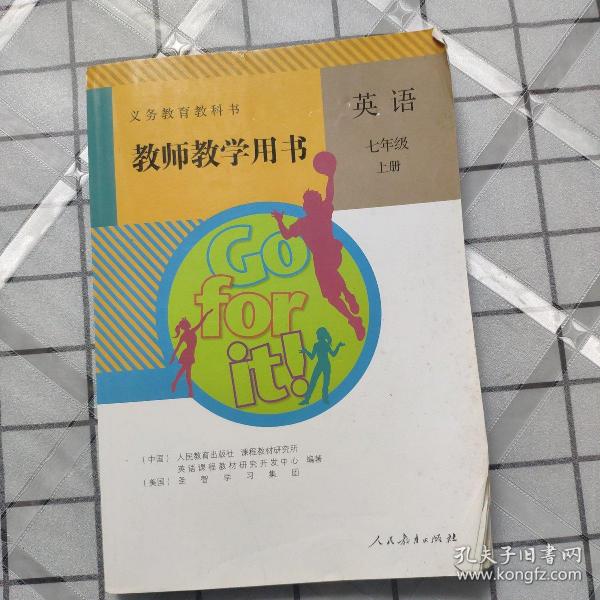 义务教育教科书
教师教学用书
英语
七年级
上册
Go
for
it!
（中国）人民教育出版社 课程教材研究所
英语课程教材研究开发中心 编著
（美国）圣智学习集团
人民教育出版社
孔夫子旧书网
www.kongfz.com